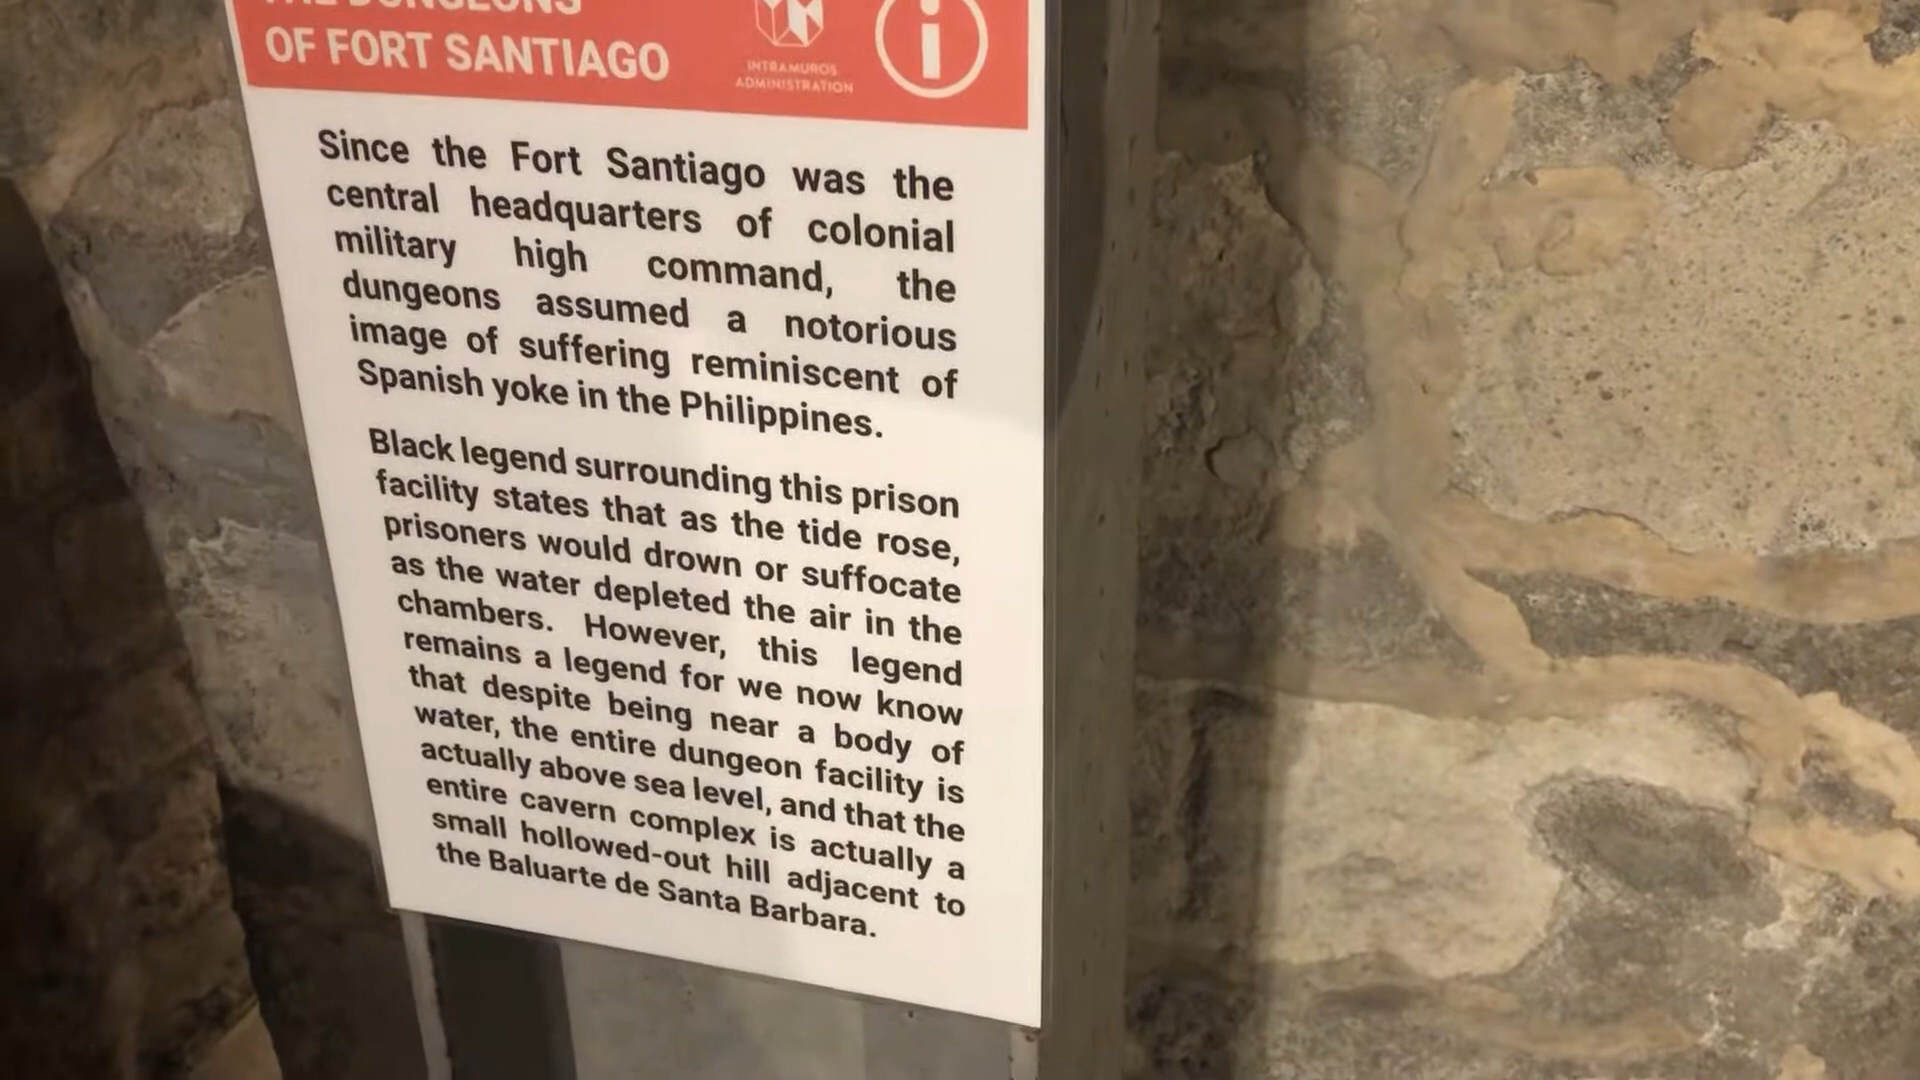 THE DUNGEONS
OF FORT SANTIAGO
INTRAMUROS
ADMINISTRATION
i
Since the Fort Santiago was the
central headquarters of colonial
military high command, the
dungeons assumed a notorious
image of suffering reminiscent of
Spanish yoke in the Philippines.
Black legend surrounding this prison
facility states that as the tide rose,
prisoners would drown or suffocate
as the water depleted the air in the
chambers. However, this legend
remains a legend for we now know
that despite being near a body of
water, the entire dungeon facility is
actually above sea level, and that the
entire cavern complex is actually a
small hollowed-out hill adjacent to
the Baluarte de Santa Barbara.